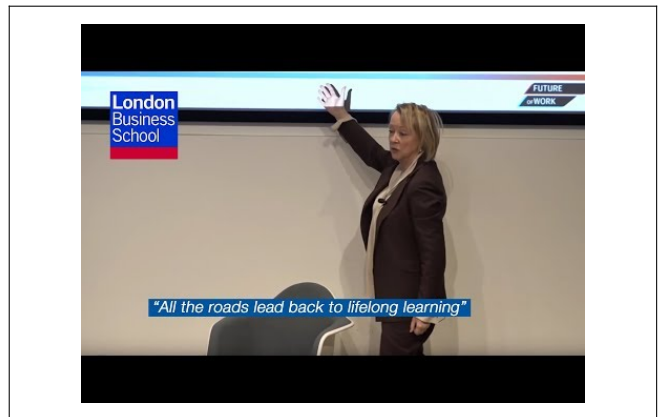 London
Business
School
FUTURE
OF WORK
"All the roads lead back to lifelong learning"